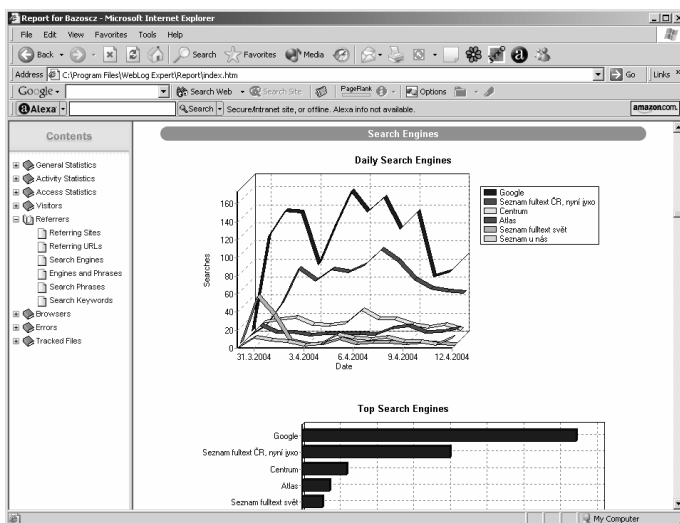 Report for Bazoscz - Microsoft Internet Explorer
File Edit View Favorites Tools Help
Back Search Favorites Media
Address C:\Program Files\WebLog Expert\Report\index.htm Go Links »
Google Search Web Search Site PageRank Options
Alexa Search Secure/intranet site, or offline. Alexa info not available. amazon.com.
Contents
General Statistics
Activity Statistics
Access Statistics
Visitors
Referrers
Referring Sites
Referring URLs
Search Engines
Engines and Phrases
Search Phrases
Search Keywords
Browsers
Errors
Tracked Files
Search Engines
Daily Search Engines
Searches
160
140
120
100
80
60
40
20
0
31.3.2004 3.4.2004 6.4.2004 9.4.2004 12.4.2004
Date
Google
Seznam fultext ČR, nyní jyxo
Centrum
Atlas
Seznam fulltext svět
Seznam u nás
Top Search Engines
Google
Seznam fultext ČR, nyní jyxo
Centrum
Atlas
Seznam fulltext svět
My Computer